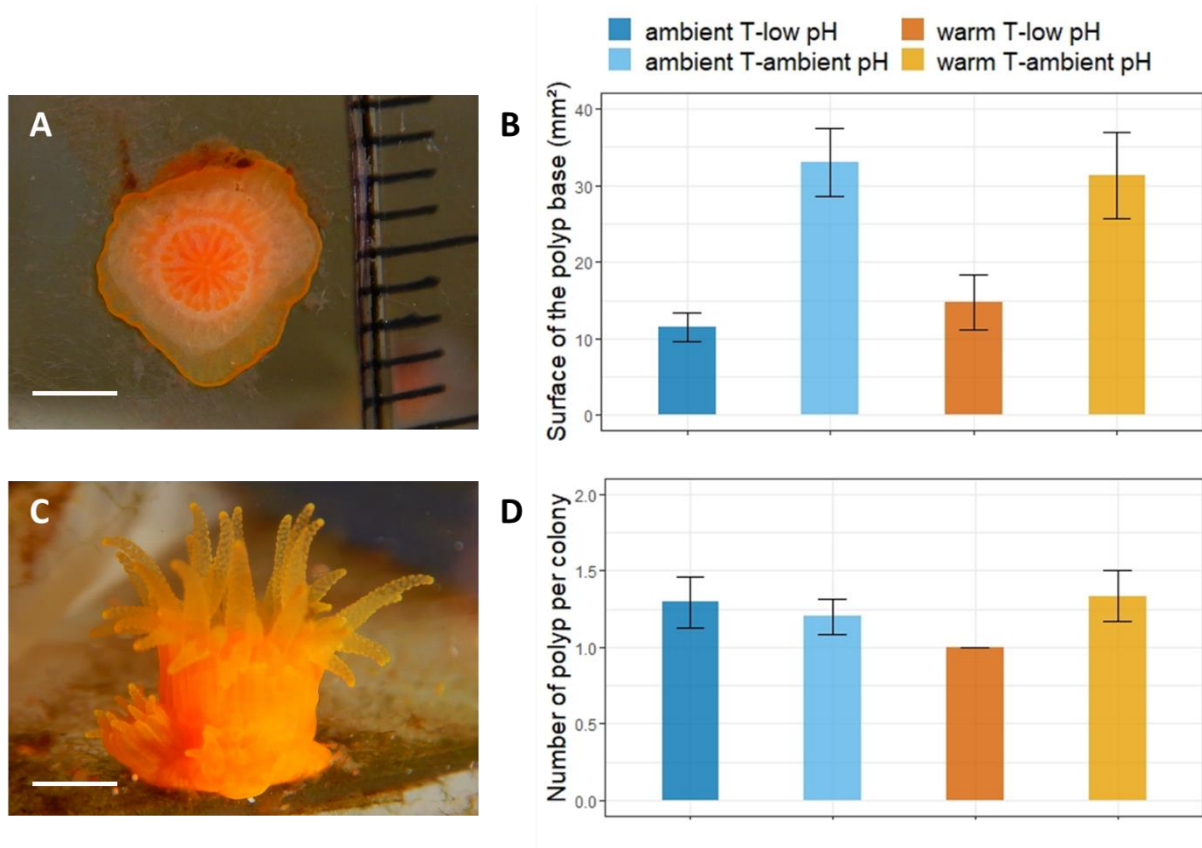 ambient T-low pH
warm T-low pH
ambient T-ambient pH
warm T-ambient pH
A
B
Surface of the polyp base (mm²)
40
30
20
10
0
C
D
Number of polyp per colony
2.0
1.5
1.0
0.5
0.0